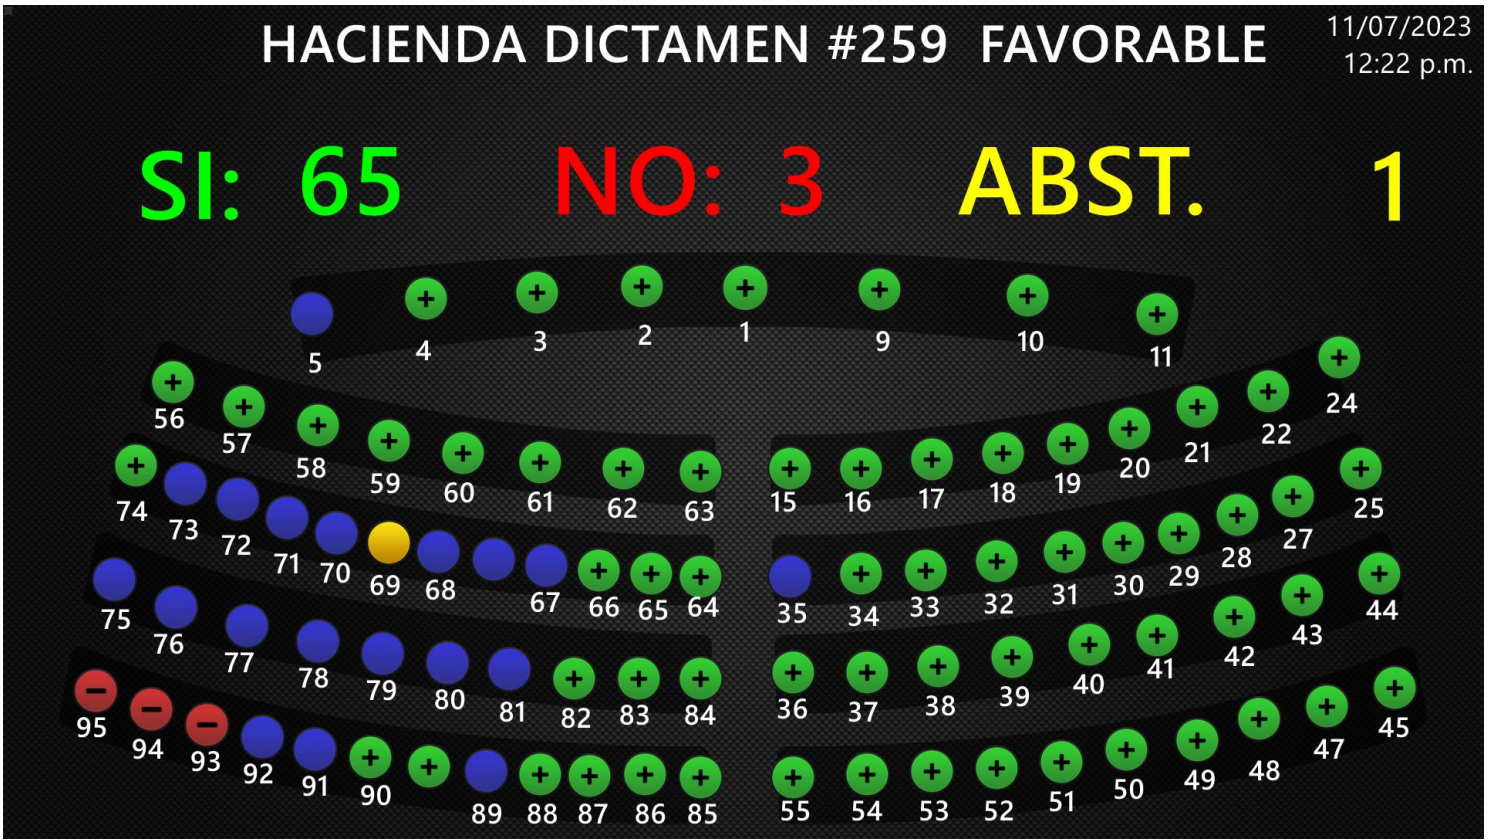 HACIENDA DICTAMEN #259 FAVORABLE
11/07/2023
12:22 p.m.
SI: 65 NO: 3 ABST. 1
5 4 3 2 1 9 10 11
56 57 58 59 60 61 62 63 15 16 17 18 19 20 21 22 24
74 73 72 71 70 69 68 67 66 65 64 35 34 33 32 31 30 29 28 27 25
75 76 77 78 79 80 81 82 83 84 36 37 38 39 40 41 42 43 44
95 94 93 92 91 90 89 88 87 86 85 55 54 53 52 51 50 49 48 47 45